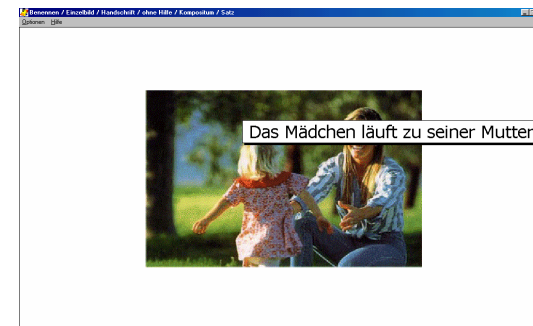 Benennen / Einzelbild / Handschrift / ohne Hilfe / Kompositum / Satz
Optionen Hilfe
Das Mädchen läuft zu seiner Mutter